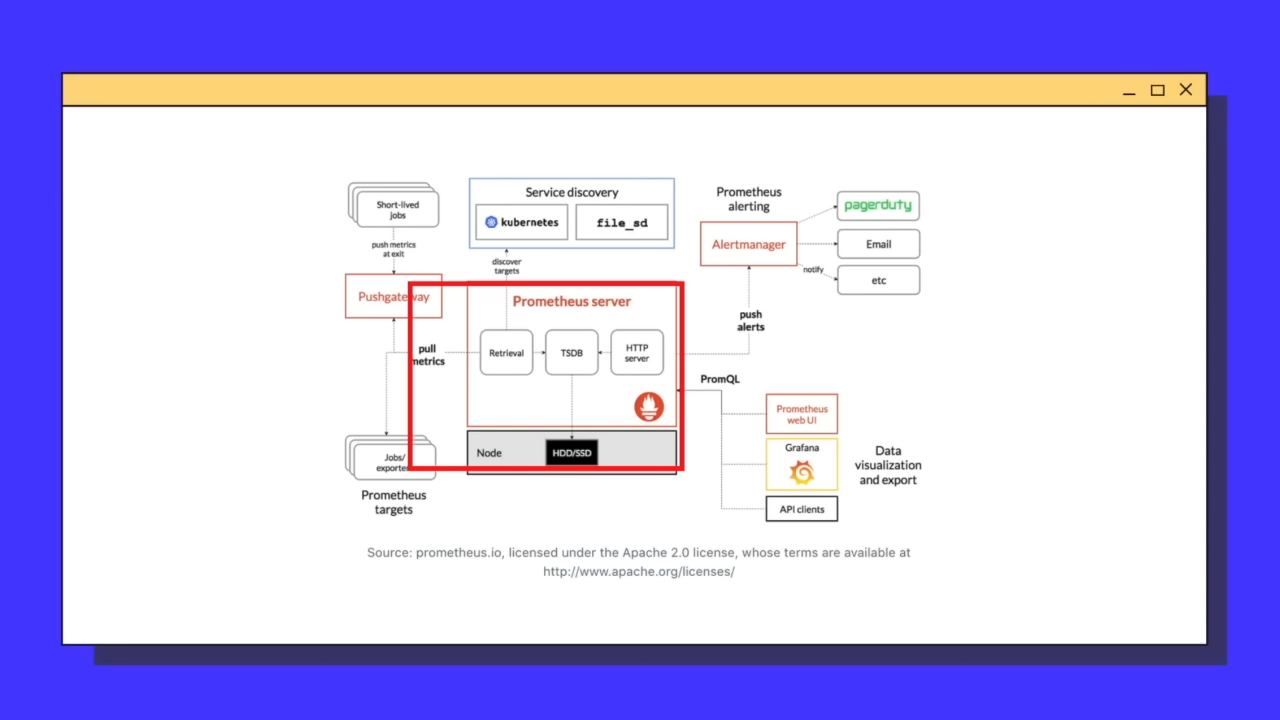 Short-lived
jobs
push metrics
at exit
Pushgateway
pull
metrics
Jobs/
exporters
Prometheus
targets
Service discovery
kubernetes
file_sd
discover
targets
Prometheus server
Retrieval
TSDB
HTTP
server
Node
HDD/SSD
Prometheus
alerting
Alertmanager
pagerduty
Email
notify
etc
push
alerts
PromQL
Prometheus
web UI
Grafana
API clients
Data
visualization
and export
Source: prometheus.io, licensed under the Apache 2.0 license, whose terms are available at
http://www.apache.org/licenses/